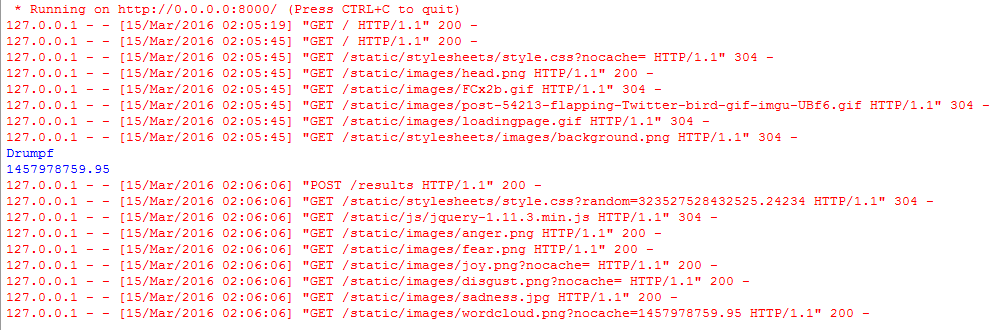 * Running on http://0.0.0.0:8000/ (Press CTRL+C to quit)
127.0.0.1 - - [15/Mar/2016 02:05:19] "GET / HTTP/1.1" 200 -
127.0.0.1 - - [15/Mar/2016 02:05:45] "GET / HTTP/1.1" 200 -
127.0.0.1 - - [15/Mar/2016 02:05:45] "GET /static/stylesheets/style.css?nocache= HTTP/1.1" 304 -
127.0.0.1 - - [15/Mar/2016 02:05:45] "GET /static/images/head.png HTTP/1.1" 200 -
127.0.0.1 - - [15/Mar/2016 02:05:45] "GET /static/images/FCx2b.gif HTTP/1.1" 304 -
127.0.0.1 - - [15/Mar/2016 02:05:45] "GET /static/images/post-54213-flapping-Twitter-bird-gif-imgu-UBf6.gif HTTP/1.1" 304 -
127.0.0.1 - - [15/Mar/2016 02:05:45] "GET /static/images/loadingpage.gif HTTP/1.1" 304 -
127.0.0.1 - - [15/Mar/2016 02:05:45] "GET /static/stylesheets/images/background.png HTTP/1.1" 304 -
Drumpf
1457978759.95
127.0.0.1 - - [15/Mar/2016 02:06:06] "POST /results HTTP/1.1" 200 -
127.0.0.1 - - [15/Mar/2016 02:06:06] "GET /static/stylesheets/style.css?random=323527528432525.24234 HTTP/1.1" 304 -
127.0.0.1 - - [15/Mar/2016 02:06:06] "GET /static/js/jquery-1.11.3.min.js HTTP/1.1" 304 -
127.0.0.1 - - [15/Mar/2016 02:06:06] "GET /static/images/anger.png HTTP/1.1" 200 -
127.0.0.1 - - [15/Mar/2016 02:06:06] "GET /static/images/fear.png HTTP/1.1" 200 -
127.0.0.1 - - [15/Mar/2016 02:06:06] "GET /static/images/joy.png?nocache= HTTP/1.1" 200 -
127.0.0.1 - - [15/Mar/2016 02:06:06] "GET /static/images/disgust.png?nocache= HTTP/1.1" 200 -
127.0.0.1 - - [15/Mar/2016 02:06:06] "GET /static/images/sadness.jpg HTTP/1.1" 200 -
127.0.0.1 - - [15/Mar/2016 02:06:06] "GET /static/images/wordcloud.png?nocache=1457978759.95 HTTP/1.1" 200 -